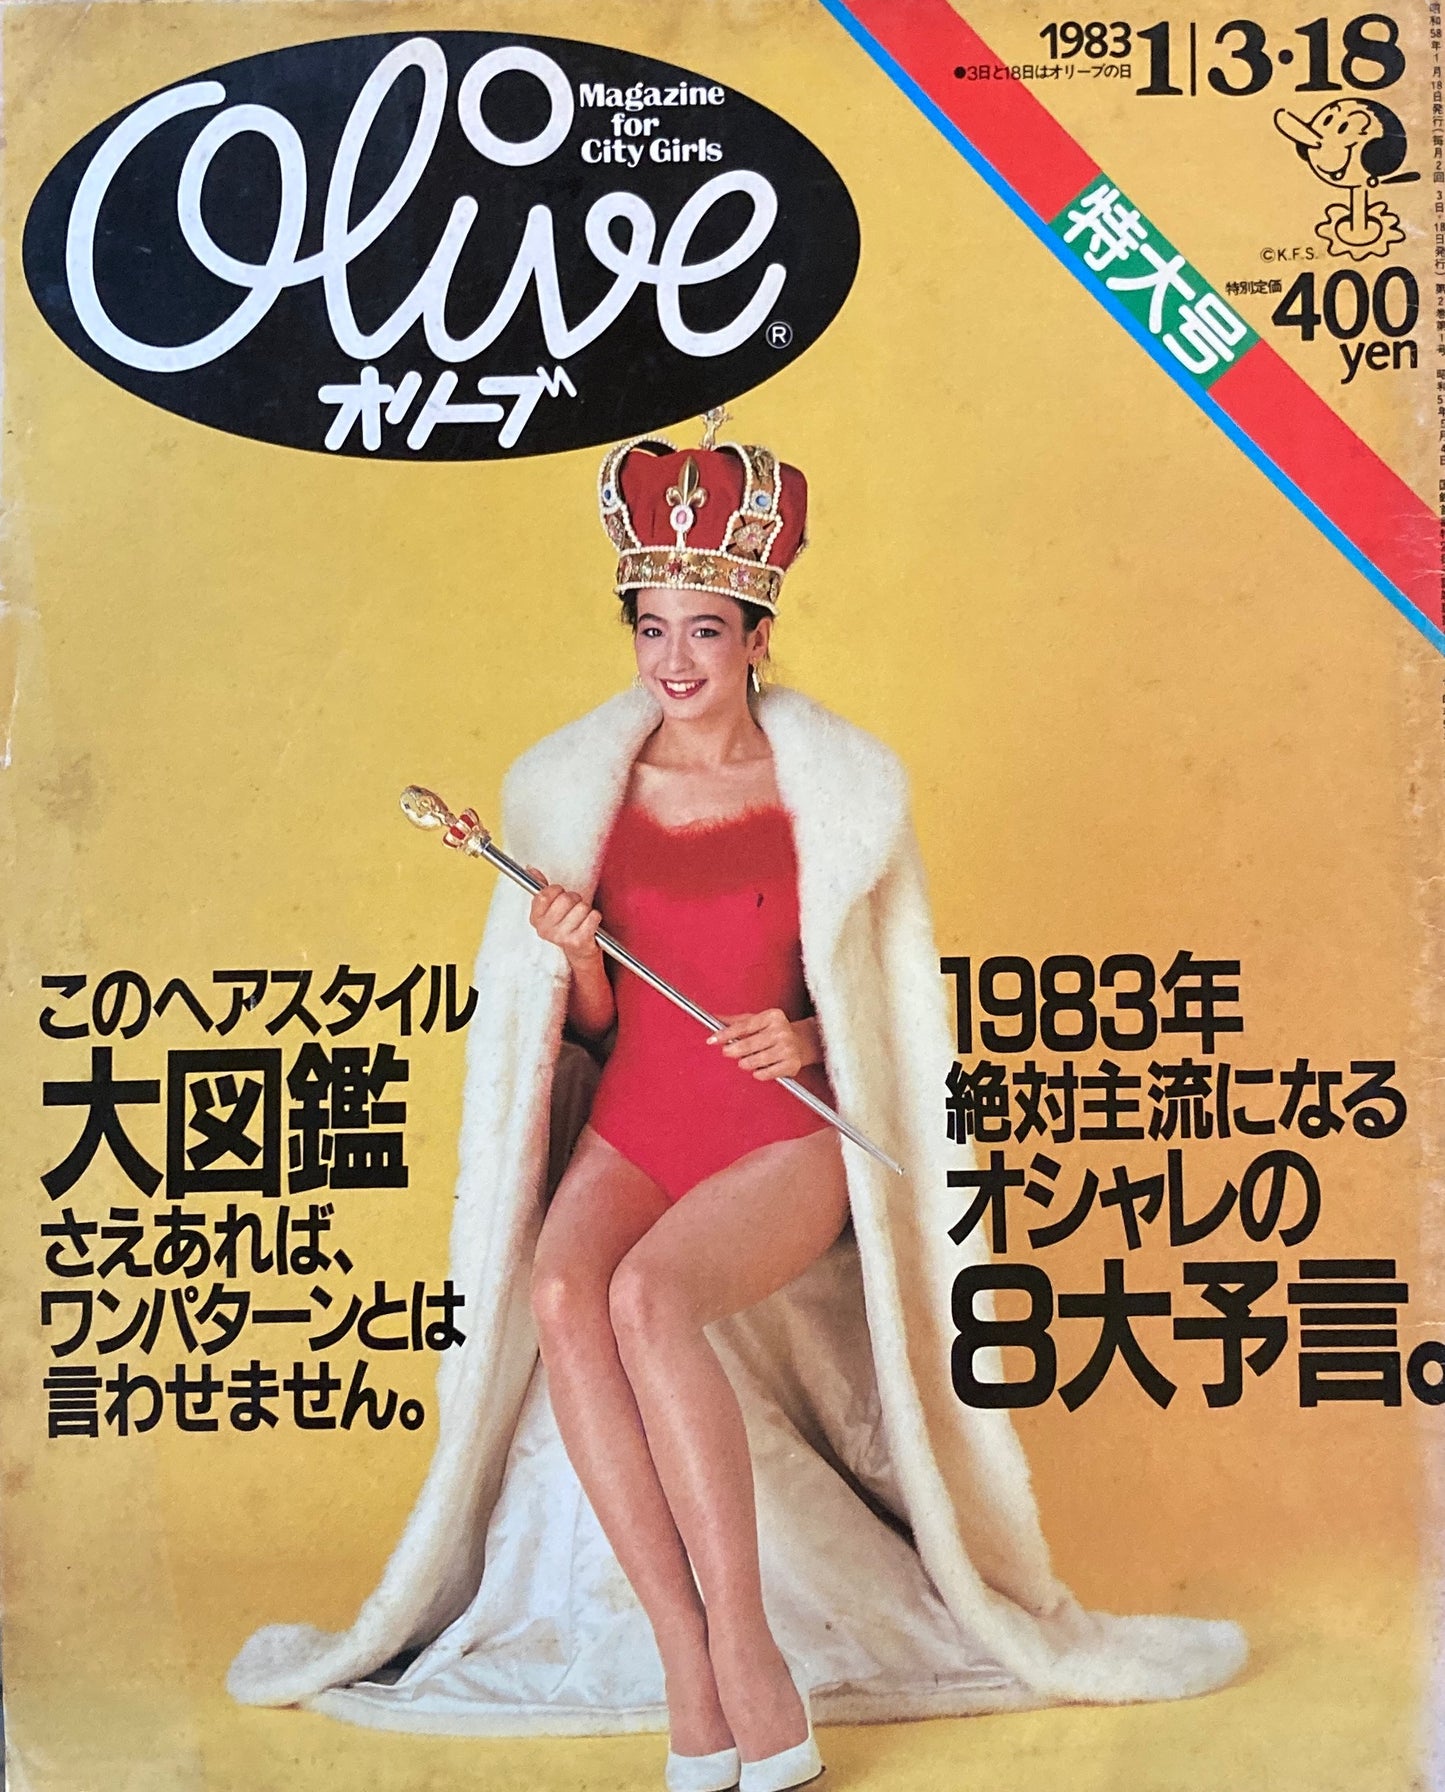 Olive
Magazine
for
City Girls
®
オリーブ
1983 1|3・18
●3日と18日はオリーブの日
特大号
©K.F.S.
特別定価400
yen
このヘアスタイル
大図鑑
さえあれば、
ワンパターンとは
言わせません。
1983年
絶対主流になる
オシャレの
8大予言。